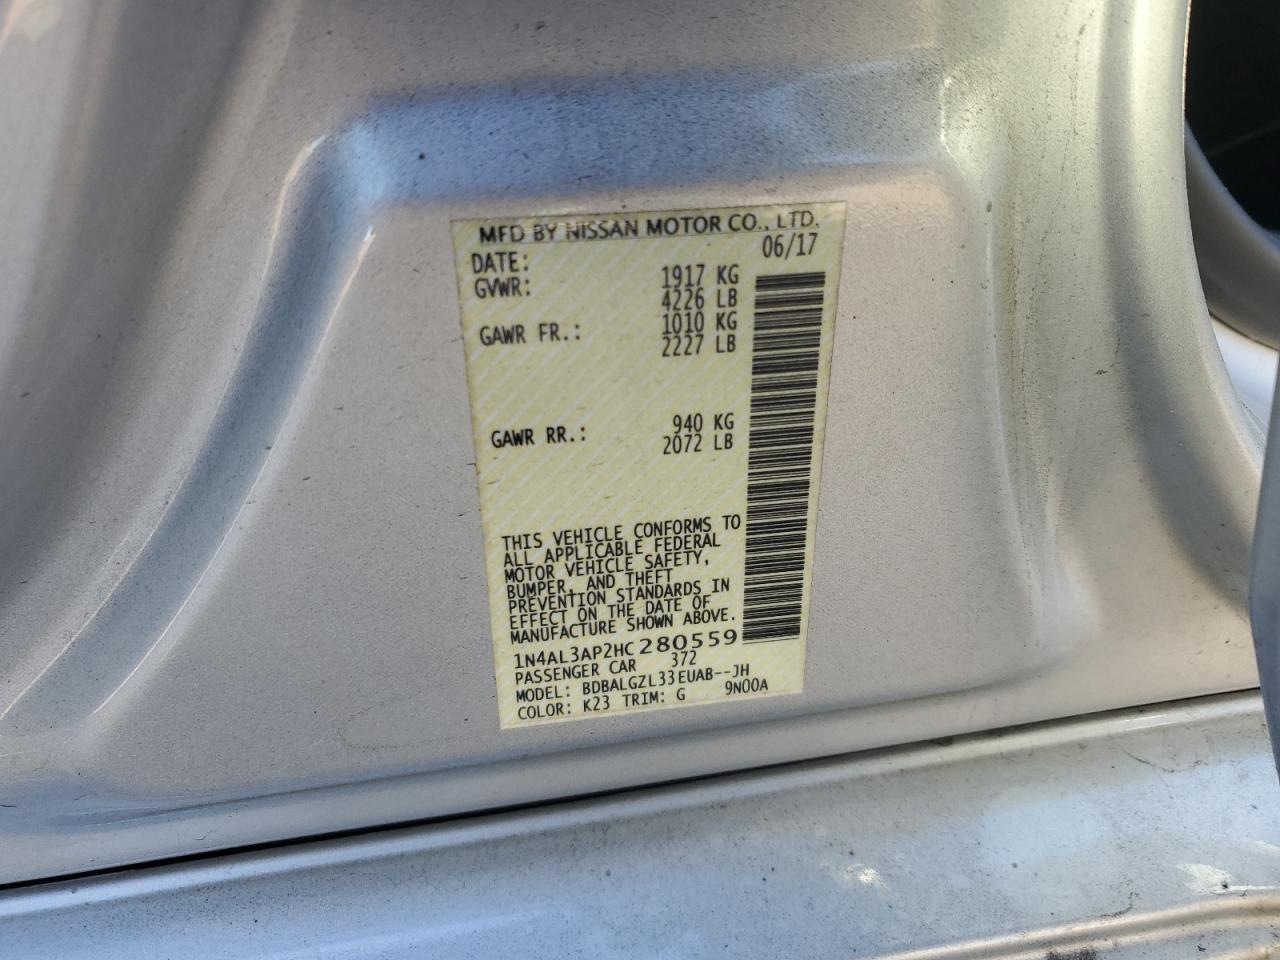 MFD BY NISSAN MOTOR CO., LTD.
DATE: 06/17
GVWR: 1917 KG
4226 LB
GAWR FR.: 1010 KG
2227 LB
GAWR RR.: 940 KG
2072 LB
THIS VEHICLE CONFORMS TO
ALL APPLICABLE FEDERAL
MOTOR VEHICLE SAFETY,
BUMPER, AND THEFT
PREVENTION STANDARDS IN
EFFECT ON THE DATE OF
MANUFACTURE SHOWN ABOVE.
1N4AL3AP2HC280559
PASSENGER CAR 372
MODEL: BDBALGZL33EUAB--JH
COLOR: K23 TRIM: G 9N00A